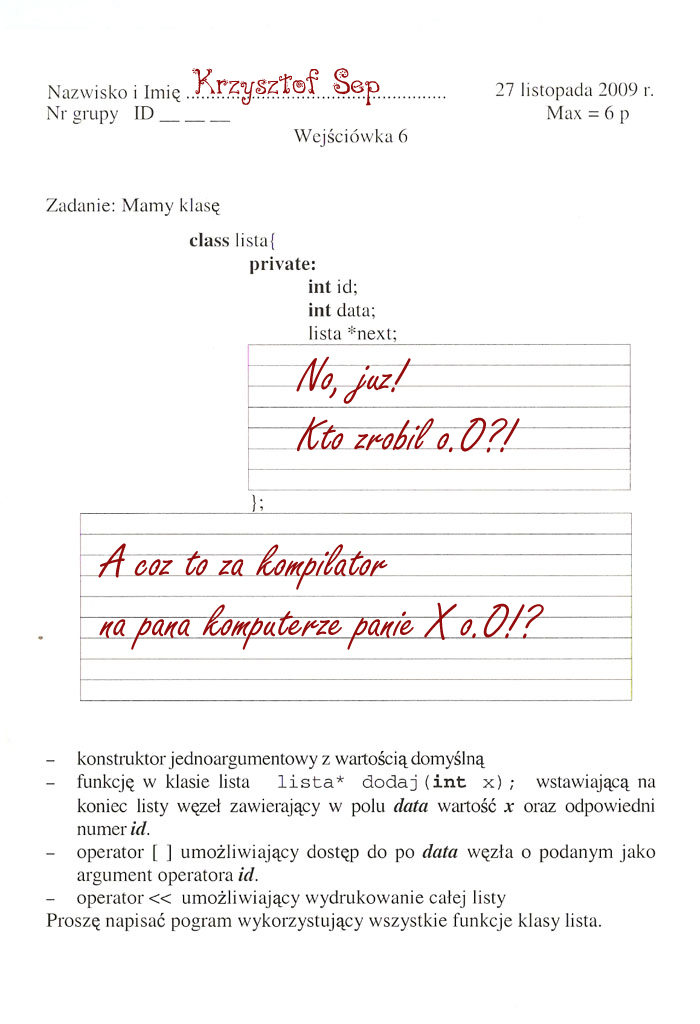 Nazwisko i Imię ..Krzysztof Sep............ 27 listopada 2009 r.
Nr grupy ID __ __ __ Max = 6 p
Wejściówka 6
Zadanie: Mamy klasę
class lista{
private:
int id;
int data;
lista *next;
No, juz!
Kto zrobil o.O?!
};
A coz to za kompilator
na pana komputerze panie X o.O!?
– konstruktor jednoargumentowy z wartością domyślną
– funkcję w klasie lista lista* dodaj(int x); wstawiającą na
koniec listy węzeł zawierający w polu data wartość x oraz odpowiedni
numer id.
– operator [ ] umożliwiający dostęp do po data węzła o podanym jako
argument operatora id.
– operator << umożliwiający wydrukowanie całej listy
Proszę napisać pogram wykorzystujący wszystkie funkcje klasy lista.